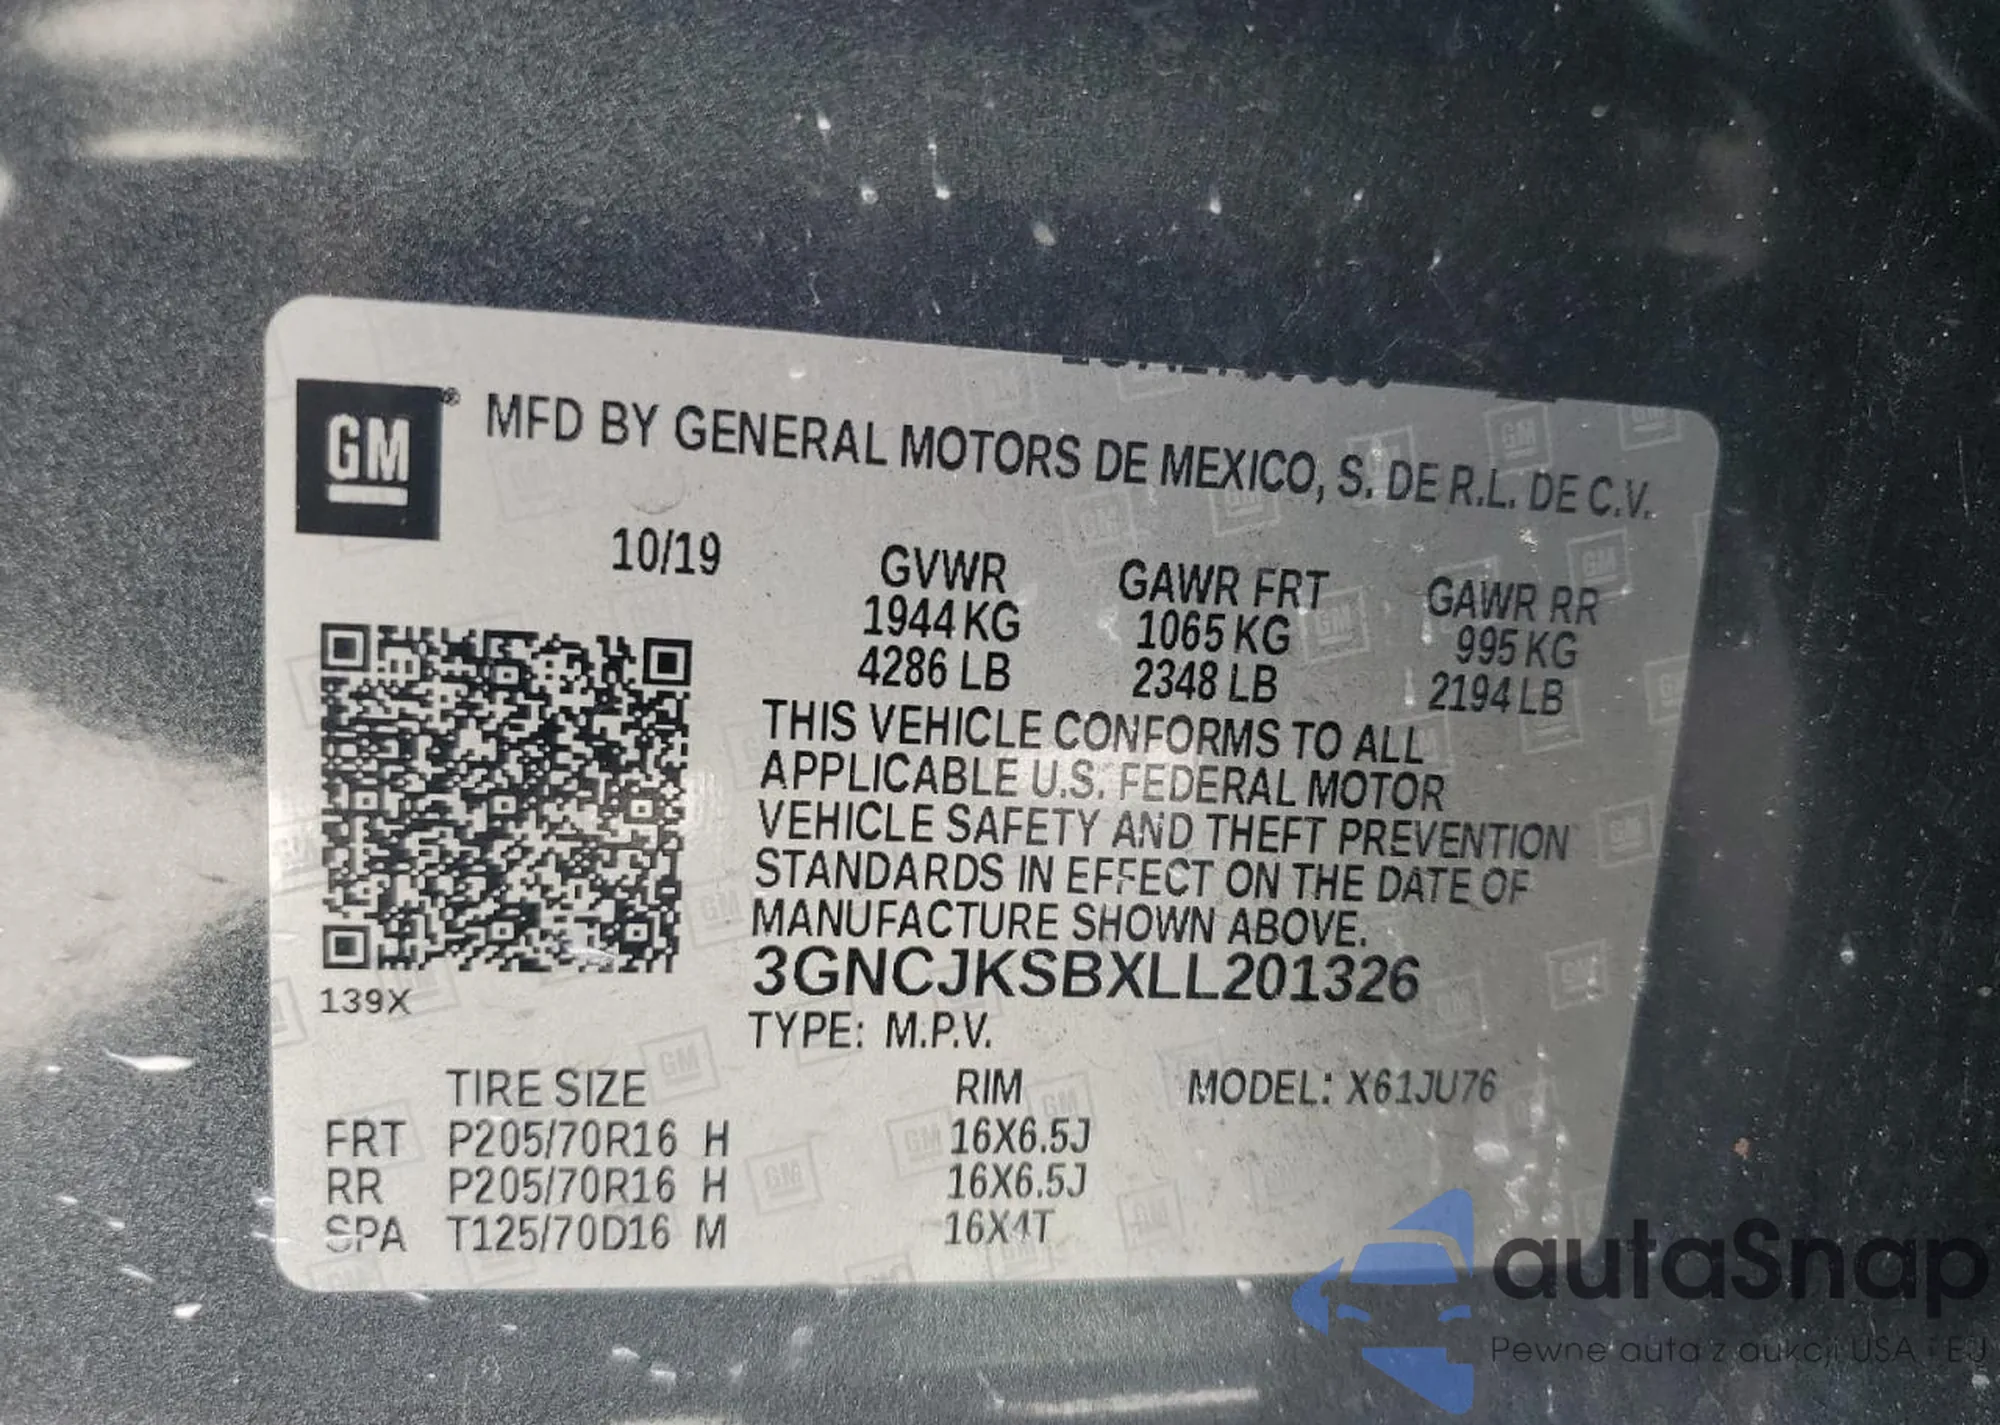 GM
®
MFD BY GENERAL MOTORS DE MEXICO, S. DE R.L. DE C.V.
10/19
GVWR GAWR FRT GAWR RR
1944 KG 1065 KG 995 KG
4286 LB 2348 LB 2194 LB
THIS VEHICLE CONFORMS TO ALL
APPLICABLE U.S. FEDERAL MOTOR
VEHICLE SAFETY AND THEFT PREVENTION
STANDARDS IN EFFECT ON THE DATE OF
MANUFACTURE SHOWN ABOVE.
3GNCJKSBXLL201326
139X
TYPE: M.P.V.
TIRE SIZE RIM MODEL: X61JU76
FRT P205/70R16 H 16X6.5J
RR P205/70R16 H 16X6.5J
SPA T125/70D16 M 16X4T
autaSnap
Pewne auta z aukcji USA i EU